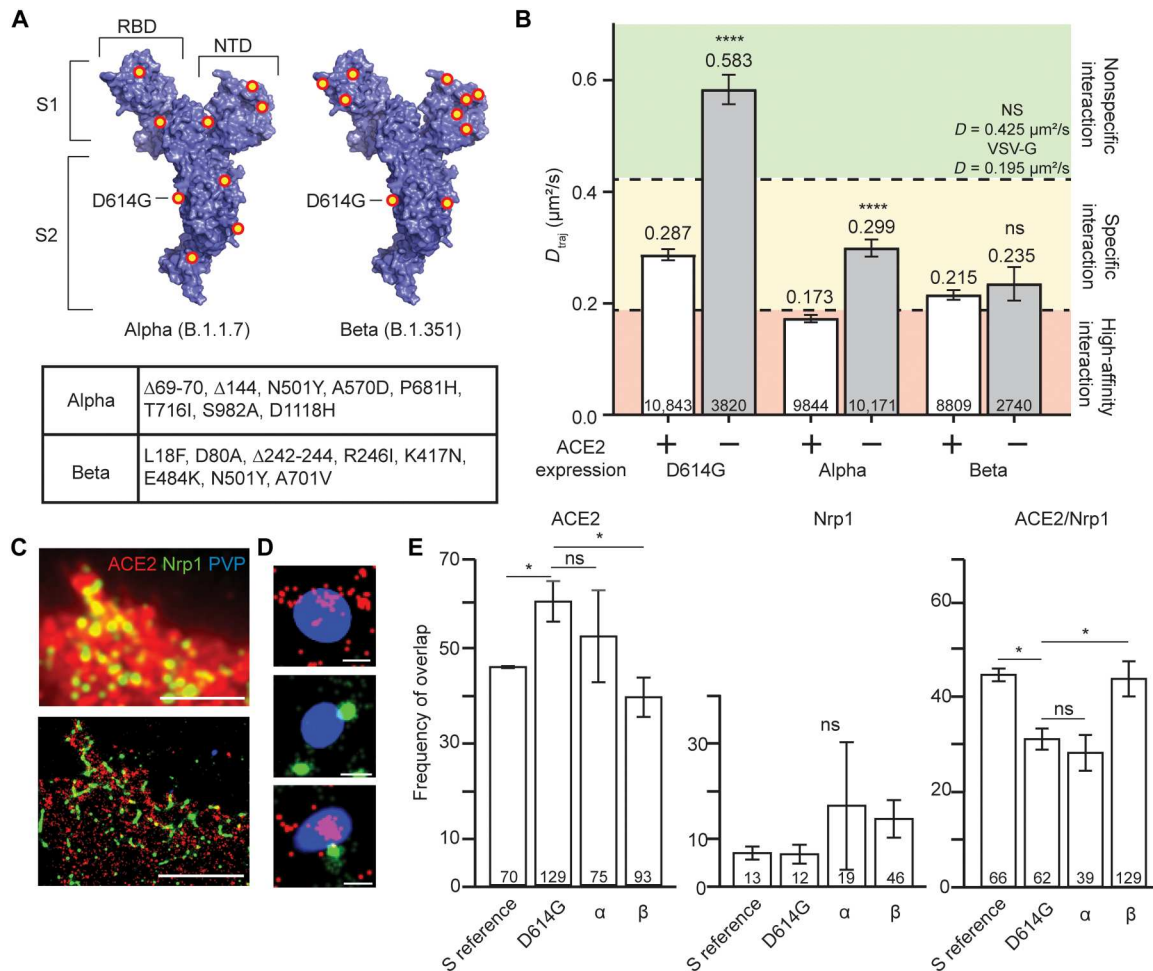 A
RBD
NTD
S1
S2
D614G
D614G
Alpha (B.1.1.7)
Beta (B.1.351)
Alpha
Δ69-70, Δ144, N501Y, A570D, P681H,
T716I, S982A, D1118H
Beta
L18F, D80A, Δ242-244, R246I, K417N,
E484K, N501Y, A701V
B
D traj (μm²/s)
0.6
0.4
0.2
0.0
0.287
****
0.583
0.173
****
0.299
0.215
ns
0.235
NS
D = 0.425 μm²/s
VSV-G
D = 0.195 μm²/s
Nonspecific
interaction
Specific
interaction
High-affinity
interaction
10,843
3820
9844
10,171
8809
2740
ACE2
expression
+ − + − + −
D614G
Alpha
Beta
C
ACE2 Nrp1 PVP
D
E
Frequency of overlap
ACE2
70
60
50
30
10
0
*
ns
*
70
129
75
93
S reference
D614G
α
β
Nrp1
30
10
0
ns
13
12
19
46
S reference
D614G
α
β
ACE2/Nrp1
60
40
20
0
*
ns
*
66
62
39
129
S reference
D614G
α
β